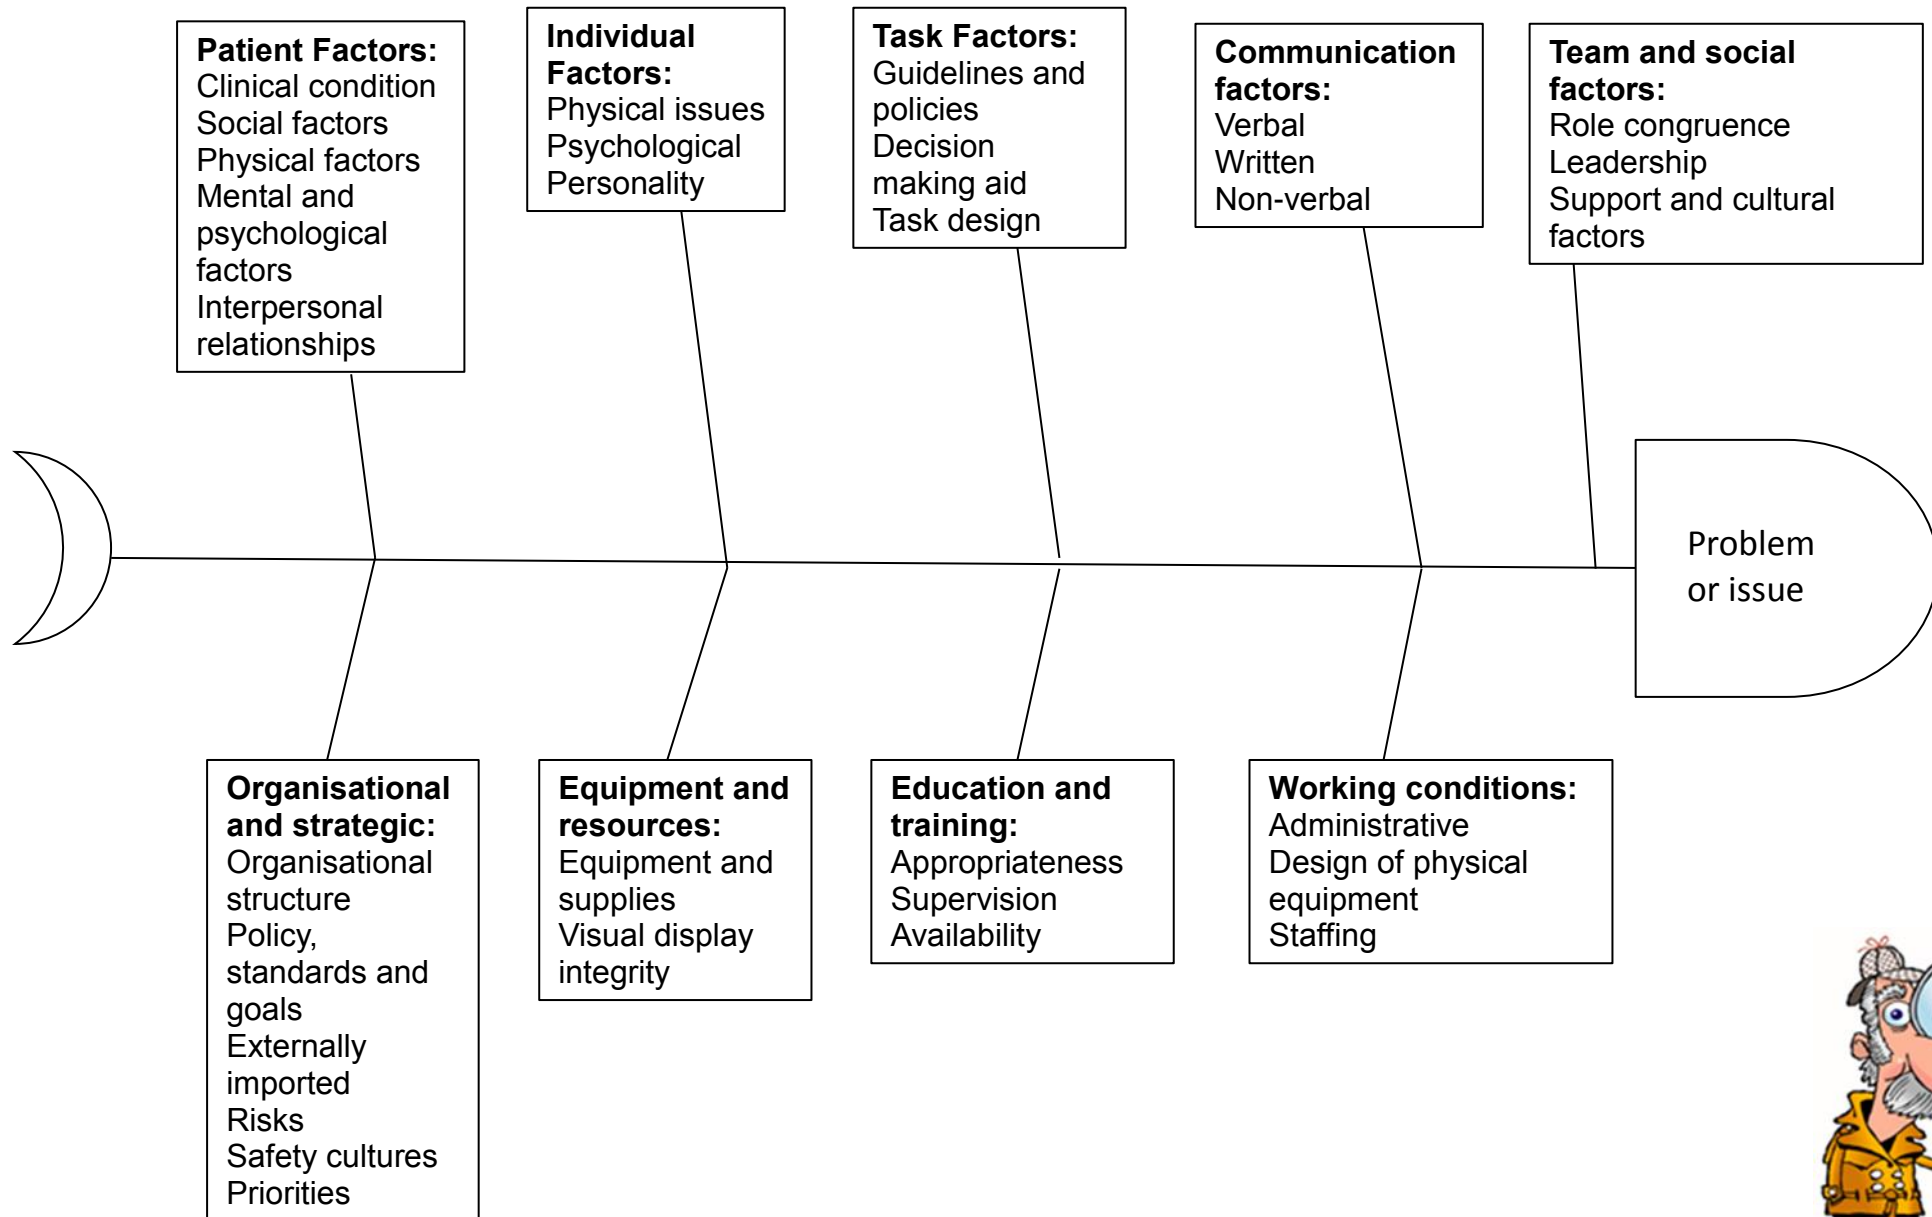 Patient Factors:
Clinical condition
Social factors
Physical factors
Mental and
psychological
factors
Interpersonal
relationships
Individual
Factors:
Physical issues
Psychological
Personality
Task Factors:
Guidelines and
policies
Decision
making aid
Task design
Communication
factors:
Verbal
Written
Non-verbal
Team and social
factors:
Role congruence
Leadership
Support and cultural
factors
Problem
or issue
Organisational
and strategic:
Organisational
structure
Policy,
standards and
goals
Externally
imported
Risks
Safety cultures
Priorities
Equipment and
resources:
Equipment and
supplies
Visual display
integrity
Education and
training:
Appropriateness
Supervision
Availability
Working conditions:
Administrative
Design of physical
equipment
Staffing